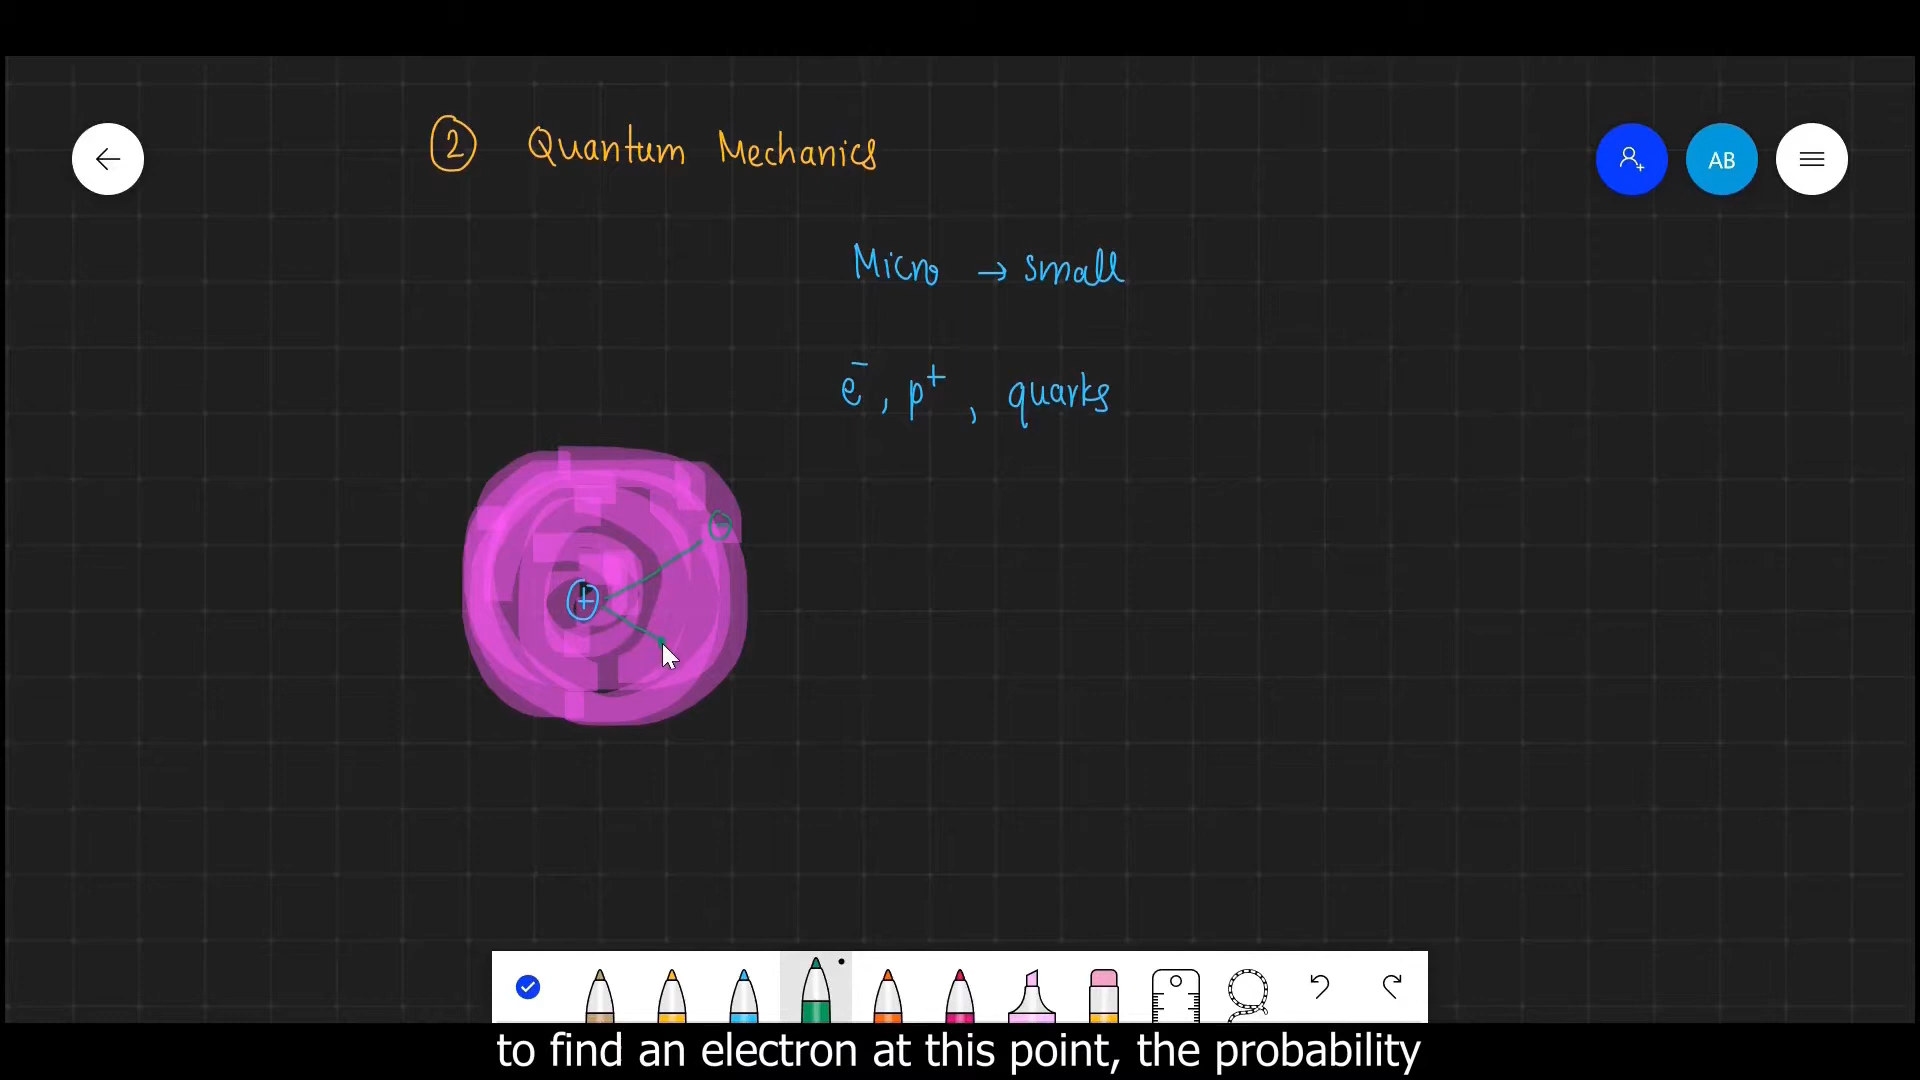 ② Quantum Mechanics
AB
Micro → small
e⁻, p⁺, quarks
−
+
to find an electron at this point, the probability